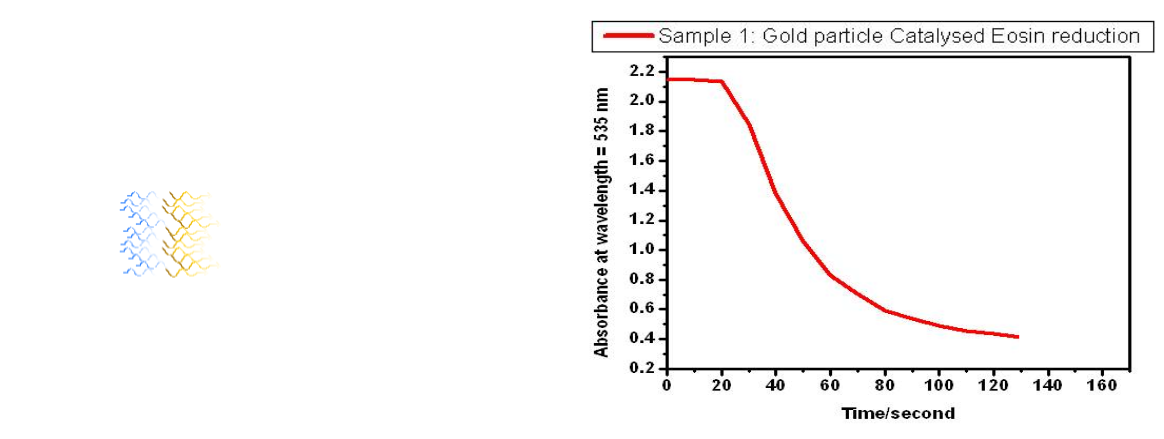 Sample 1: Gold particle Catalysed Eosin reduction
Absorbance at wavelength = 535 nm
2.2
2.0
1.8
1.6
1.4
1.2
1.0
0.8
0.6
0.4
0.2
0 20 40 60 80 100 120 140 160
Time/second